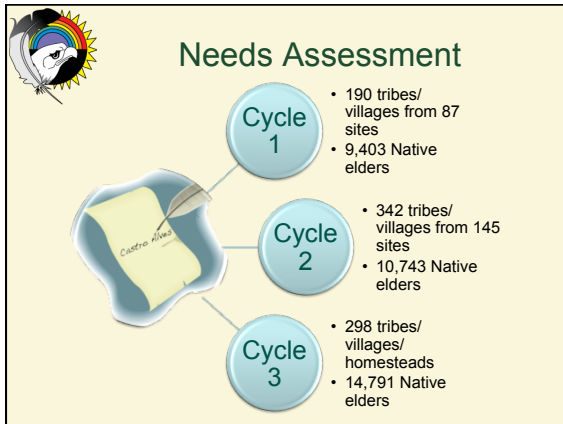 Needs Assessment
Cycle
1
• 190 tribes/
villages from 87
sites
• 9,403 Native
elders
Castro Alves
Cycle
2
• 342 tribes/
villages from 145
sites
• 10,743 Native
elders
Cycle
3
• 298 tribes/
villages/
homesteads
• 14,791 Native
elders